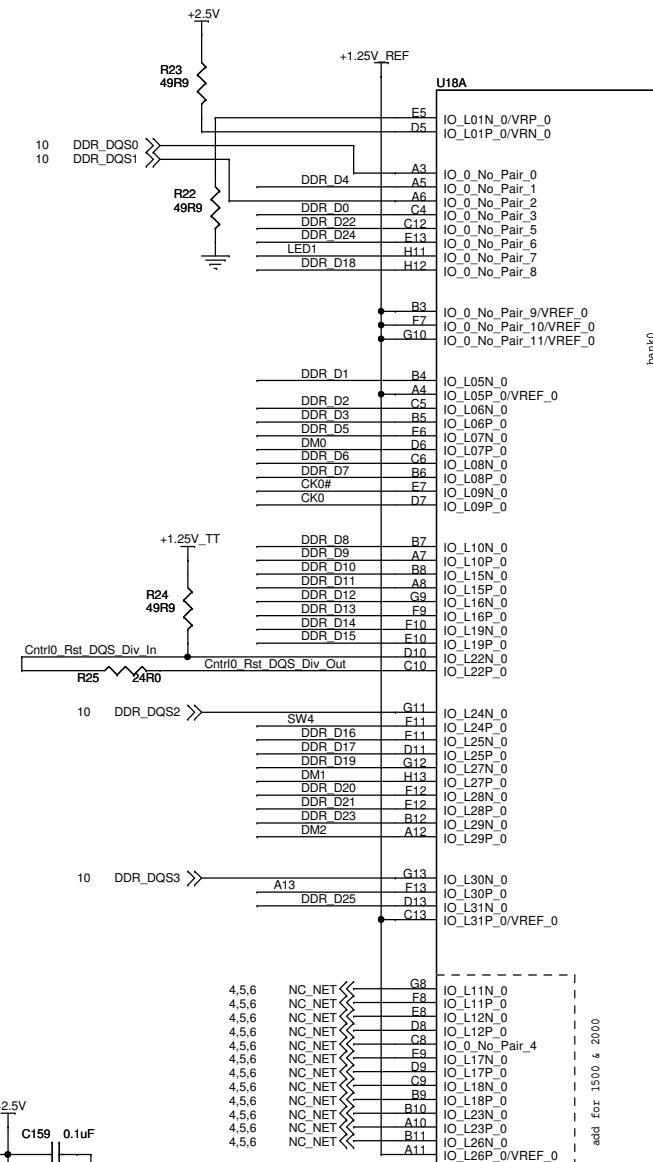 +2.5V
+1.25V_REF
R23
49R9
U18A
E5 IO_L01N_0/VRP_0
D5 IO_L01P_0/VRN_0
10 DDR_DQS0
10 DDR_DQS1
A3 IO_0_No_Pair_0
DDR_D4 A5 IO_0_No_Pair_1
A6 IO_0_No_Pair_2
R22
49R9
DDR_D0 C4 IO_0_No_Pair_3
DDR_D22 C12 IO_0_No_Pair_5
DDR_D24 E13 IO_0_No_Pair_6
LED1 H11 IO_0_No_Pair_7
DDR_D18 H12 IO_0_No_Pair_8
B3 IO_0_No_Pair_9/VREF_0
F7 IO_0_No_Pair_10/VREF_0
G10 IO_0_No_Pair_11/VREF_0
bank0
DDR_D1 B4 IO_L05N_0
A4 IO_L05P_0/VREF_0
DDR_D2 C5 IO_L06N_0
DDR_D3 B5 IO_L06P_0
DDR_D5 E6 IO_L07N_0
DM0 D6 IO_L07P_0
DDR_D6 C6 IO_L08N_0
DDR_D7 B6 IO_L08P_0
CK0# E7 IO_L09N_0
CK0 D7 IO_L09P_0
+1.25V_TT
DDR_D8 B7 IO_L10N_0
DDR_D9 A7 IO_L10P_0
DDR_D10 B8 IO_L15N_0
DDR_D11 A8 IO_L15P_0
R24
49R9
DDR_D12 G9 IO_L16N_0
DDR_D13 F9 IO_L16P_0
DDR_D14 F10 IO_L19N_0
DDR_D15 E10 IO_L19P_0
Cntrl0_Rst_DQS_Div_In D10 IO_L22N_0
Cntrl0_Rst_DQS_Div_Out C10 IO_L22P_0
R25 24R0
10 DDR_DQS2 G11 IO_L24N_0
SW4 F11 IO_L24P_0
DDR_D16 E11 IO_L25N_0
DDR_D17 D11 IO_L25P_0
DDR_D19 G12 IO_L27N_0
DM1 H13 IO_L27P_0
DDR_D20 F12 IO_L28N_0
DDR_D21 E12 IO_L28P_0
DDR_D23 B12 IO_L29N_0
DM2 A12 IO_L29P_0
10 DDR_DQS3 G13 IO_L30N_0
A13 F13 IO_L30P_0
DDR_D25 D13 IO_L31N_0
C13 IO_L31P_0/VREF_0
4,5,6 NC_NET G8 IO_L11N_0
4,5,6 NC_NET F8 IO_L11P_0
4,5,6 NC_NET E8 IO_L12N_0
4,5,6 NC_NET D8 IO_L12P_0
4,5,6 NC_NET C8 IO_0_No_Pair_4
4,5,6 NC_NET E9 IO_L17N_0
4,5,6 NC_NET D9 IO_L17P_0
4,5,6 NC_NET C9 IO_L18N_0
4,5,6 NC_NET B9 IO_L18P_0
4,5,6 NC_NET B10 IO_L23N_0
4,5,6 NC_NET A10 IO_L23P_0
4,5,6 NC_NET B11 IO_L26N_0
A11 IO_L26P_0/VREF_0
add for 1500 & 2000
2.5V
C159 0.1uF